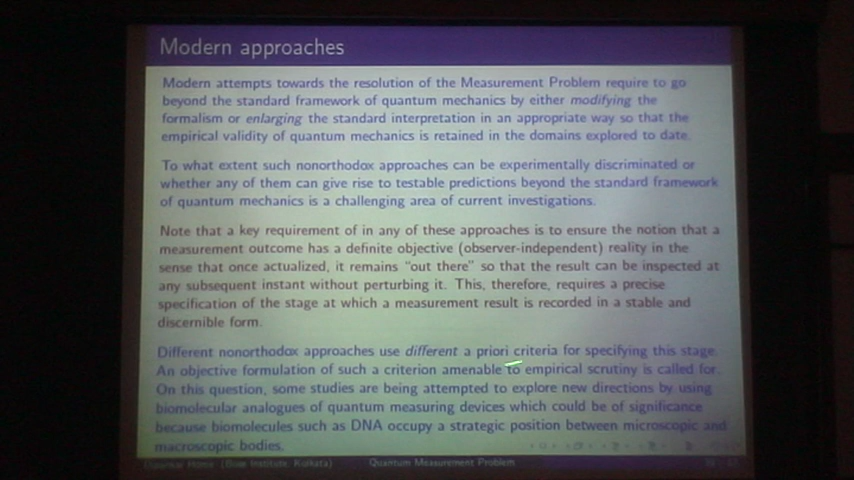 Modern approaches
Modern attempts towards the resolution of the Measurement Problem require to go
beyond the standard framework of quantum mechanics by either modifying the
formalism or enlarging the standard interpretation in an appropriate way so that the
empirical validity of quantum mechanics is retained in the domains explored to date.
To what extent such nonorthodox approaches can be experimentally discriminated or
whether any of them can give rise to testable predictions beyond the standard framework
of quantum mechanics is a challenging area of current investigations.
Note that a key requirement of in any of these approaches is to ensure the notion that a
measurement outcome has a definite objective (observer-independent) reality in the
sense that once actualized, it remains "out there" so that the result can be inspected at
any subsequent instant without perturbing it. This, therefore, requires a precise
specification of the stage at which a measurement result is recorded in a stable and
discernible form.
Different nonorthodox approaches use different a priori criteria for specifying this stage.
An objective formulation of such a criterion amenable to empirical scrutiny is called for.
On this question, some studies are being attempted to explore new directions by using
biomolecular analogues of quantum measuring devices which could be of significance
because biomolecules such as DNA occupy a strategic position between microscopic and
macroscopic bodies.
Home (Bose Institute, Kolkata) Quantum Measurement Problem